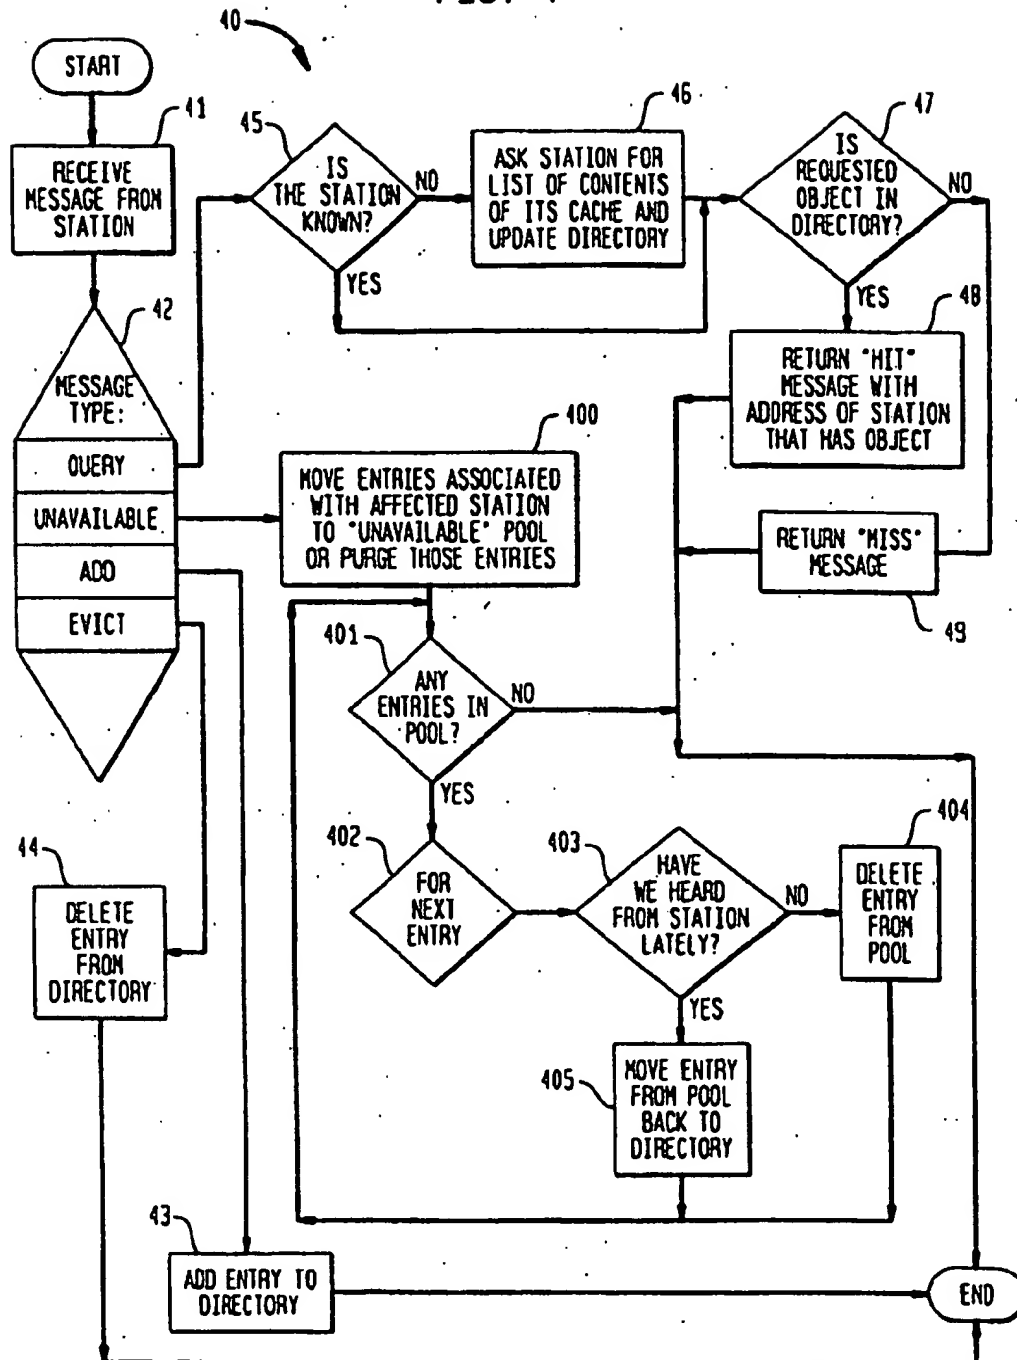 40
START
41
RECEIVE
MESSAGE FROM
STATION
42
MESSAGE
TYPE:
QUERY
UNAVAILABLE
ADD
EVICT
45
IS
THE STATION
KNOWN?
NO
YES
46
ASK STATION FOR
LIST OF CONTENTS
OF ITS CACHE AND
UPDATE DIRECTORY
47
IS
REQUESTED
OBJECT IN
DIRECTORY?
NO
YES
48
RETURN "HIT"
MESSAGE WITH
ADDRESS OF STATION
THAT HAS OBJECT
RETURN "MISS"
MESSAGE
49
400
MOVE ENTRIES ASSOCIATED
WITH AFFECTED STATION
TO "UNAVAILABLE" POOL
OR PURGE THOSE ENTRIES
401
ANY
ENTRIES IN
POOL?
NO
YES
402
FOR
NEXT
ENTRY
403
HAVE
WE HEARD
FROM STATION
LATELY?
NO
YES
404
DELETE
ENTRY
FROM
POOL
405
MOVE ENTRY
FROM POOL
BACK TO
DIRECTORY
44
DELETE
ENTRY
FROM
DIRECTORY
43
ADD ENTRY TO
DIRECTORY
END